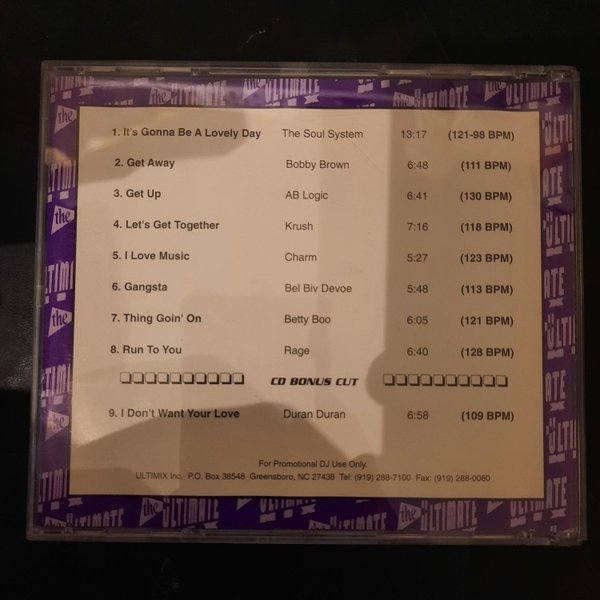 the ULTIMATE
1. It's Gonna Be A Lovely Day The Soul System 13:17 (121-98 BPM)
2. Get Away Bobby Brown 6:48 (111 BPM)
3. Get Up AB Logic 6:41 (130 BPM)
4. Let's Get Together Krush 7:16 (118 BPM)
5. I Love Music Charm 5:27 (123 BPM)
6. Gangsta Bel Biv Devoe 5:48 (113 BPM)
7. Thing Goin' On Betty Boo 6:05 (121 BPM)
8. Run To You Rage 6:40 (128 BPM)
CD BONUS CUT
9. I Don't Want Your Love Duran Duran 6:58 (109 BPM)
For Promotional DJ Use Only.
ULTIMIX Inc. P.O. Box 38548 Greensboro, NC 27438 Tel: (919) 288-7100 Fax: (919) 288-0060
the ULTIMATE the ULTIMATE